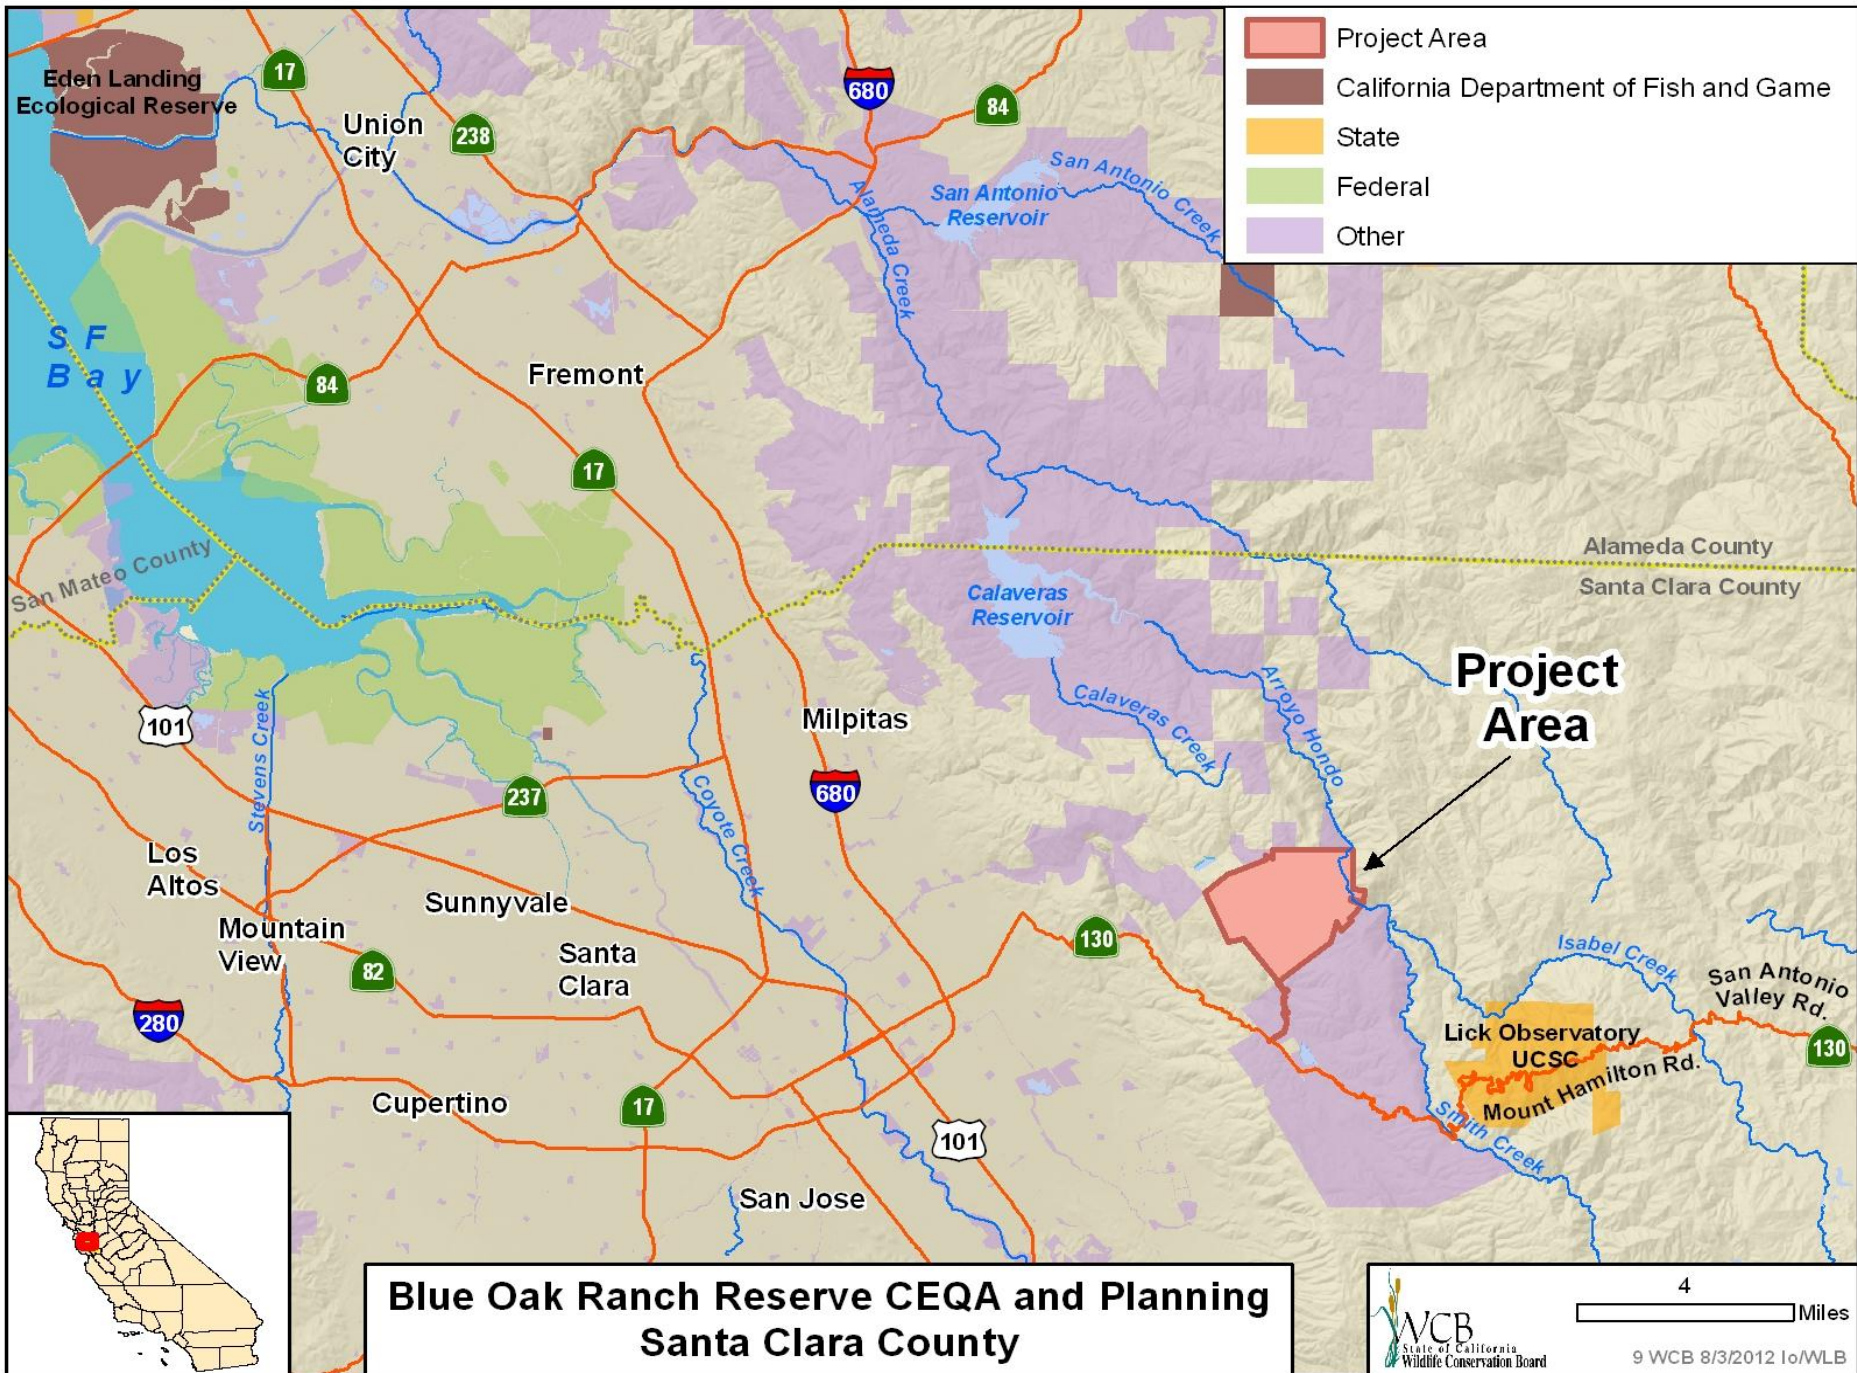 Project Area
California Department of Fish and Game
State
Federal
Other
Eden Landing
Ecological Reserve
17
Union
City
238
680
84
San Antonio
Reservoir
San Antonio Creek
Alameda Creek
S F
B a y
84
Fremont
17
San Mateo County
Alameda County
Santa Clara County
Calaveras
Reservoir
Project
Area
Arroyo Hondo
Calaveras Creek
101
Stevens Creek
Milpitas
237
680
Coyote Creek
Los
Altos
Sunnyvale
Mountain
View
82
Santa
Clara
130
Isabel Creek
San Antonio
Valley Rd.
280
Lick Observatory
UCSC
130
Mount Hamilton Rd.
Cupertino
17
101
Smith Creek
San Jose
Blue Oak Ranch Reserve CEQA and Planning
Santa Clara County
WCB
State of California
Wildlife Conservation Board
4
Miles
9 WCB 8/3/2012 lo/WLB